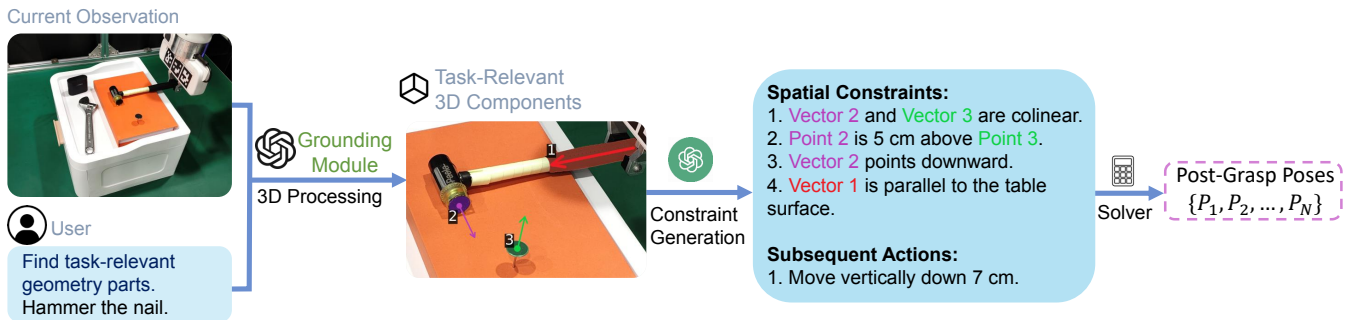 Current Observation
User
Find task-relevant
geometry parts.
Hammer the nail.
Grounding
Module
3D Processing
Task-Relevant
3D Components
1
2
3
Constraint
Generation
Spatial Constraints:
1. Vector 2 and Vector 3 are colinear.
2. Point 2 is 5 cm above Point 3.
3. Vector 2 points downward.
4. Vector 1 is parallel to the table
surface.
Subsequent Actions:
1. Move vertically down 7 cm.
Solver
Post-Grasp Poses
{P₁, P₂, ..., P_N}